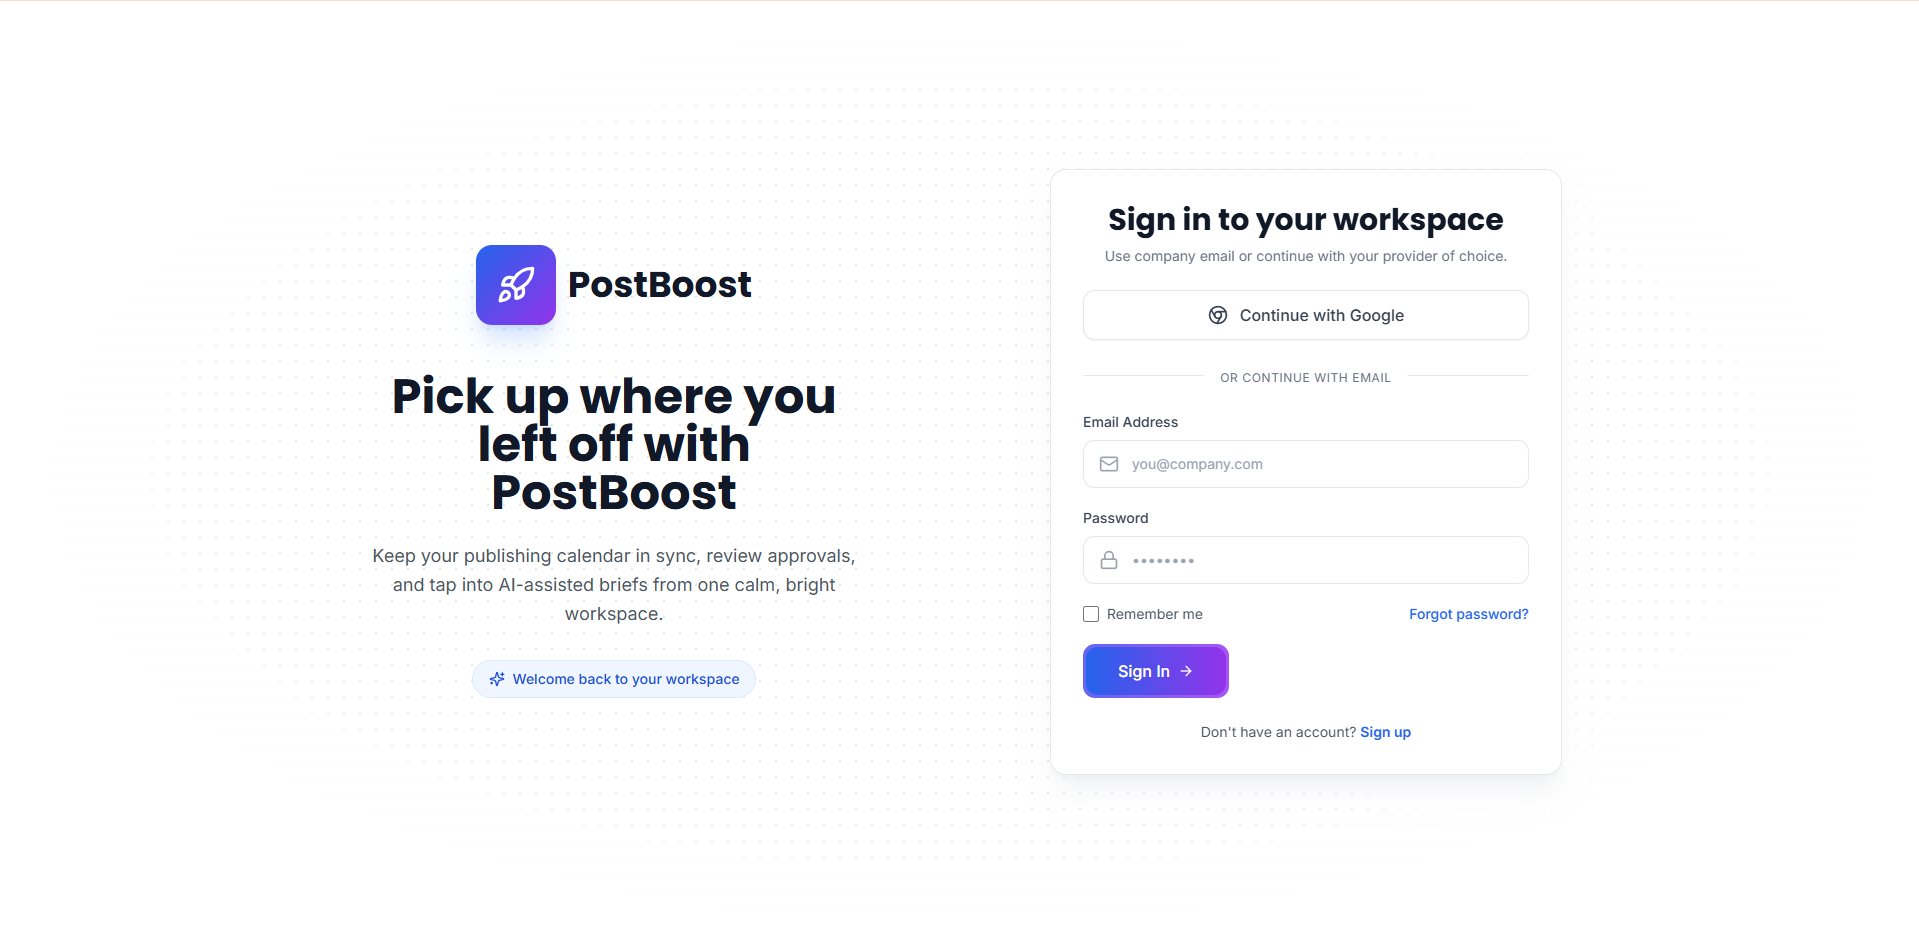 PostBoost
Pick up where you
left off with
PostBoost
Keep your publishing calendar in sync, review approvals,
and tap into AI-assisted briefs from one calm, bright
workspace.
Welcome back to your workspace
Sign in to your workspace
Use company email or continue with your provider of choice.
Continue with Google
OR CONTINUE WITH EMAIL
Email Address
you@company.com
Password
••••••••
Remember me
Forgot password?
Sign In →
Don't have an account? Sign up